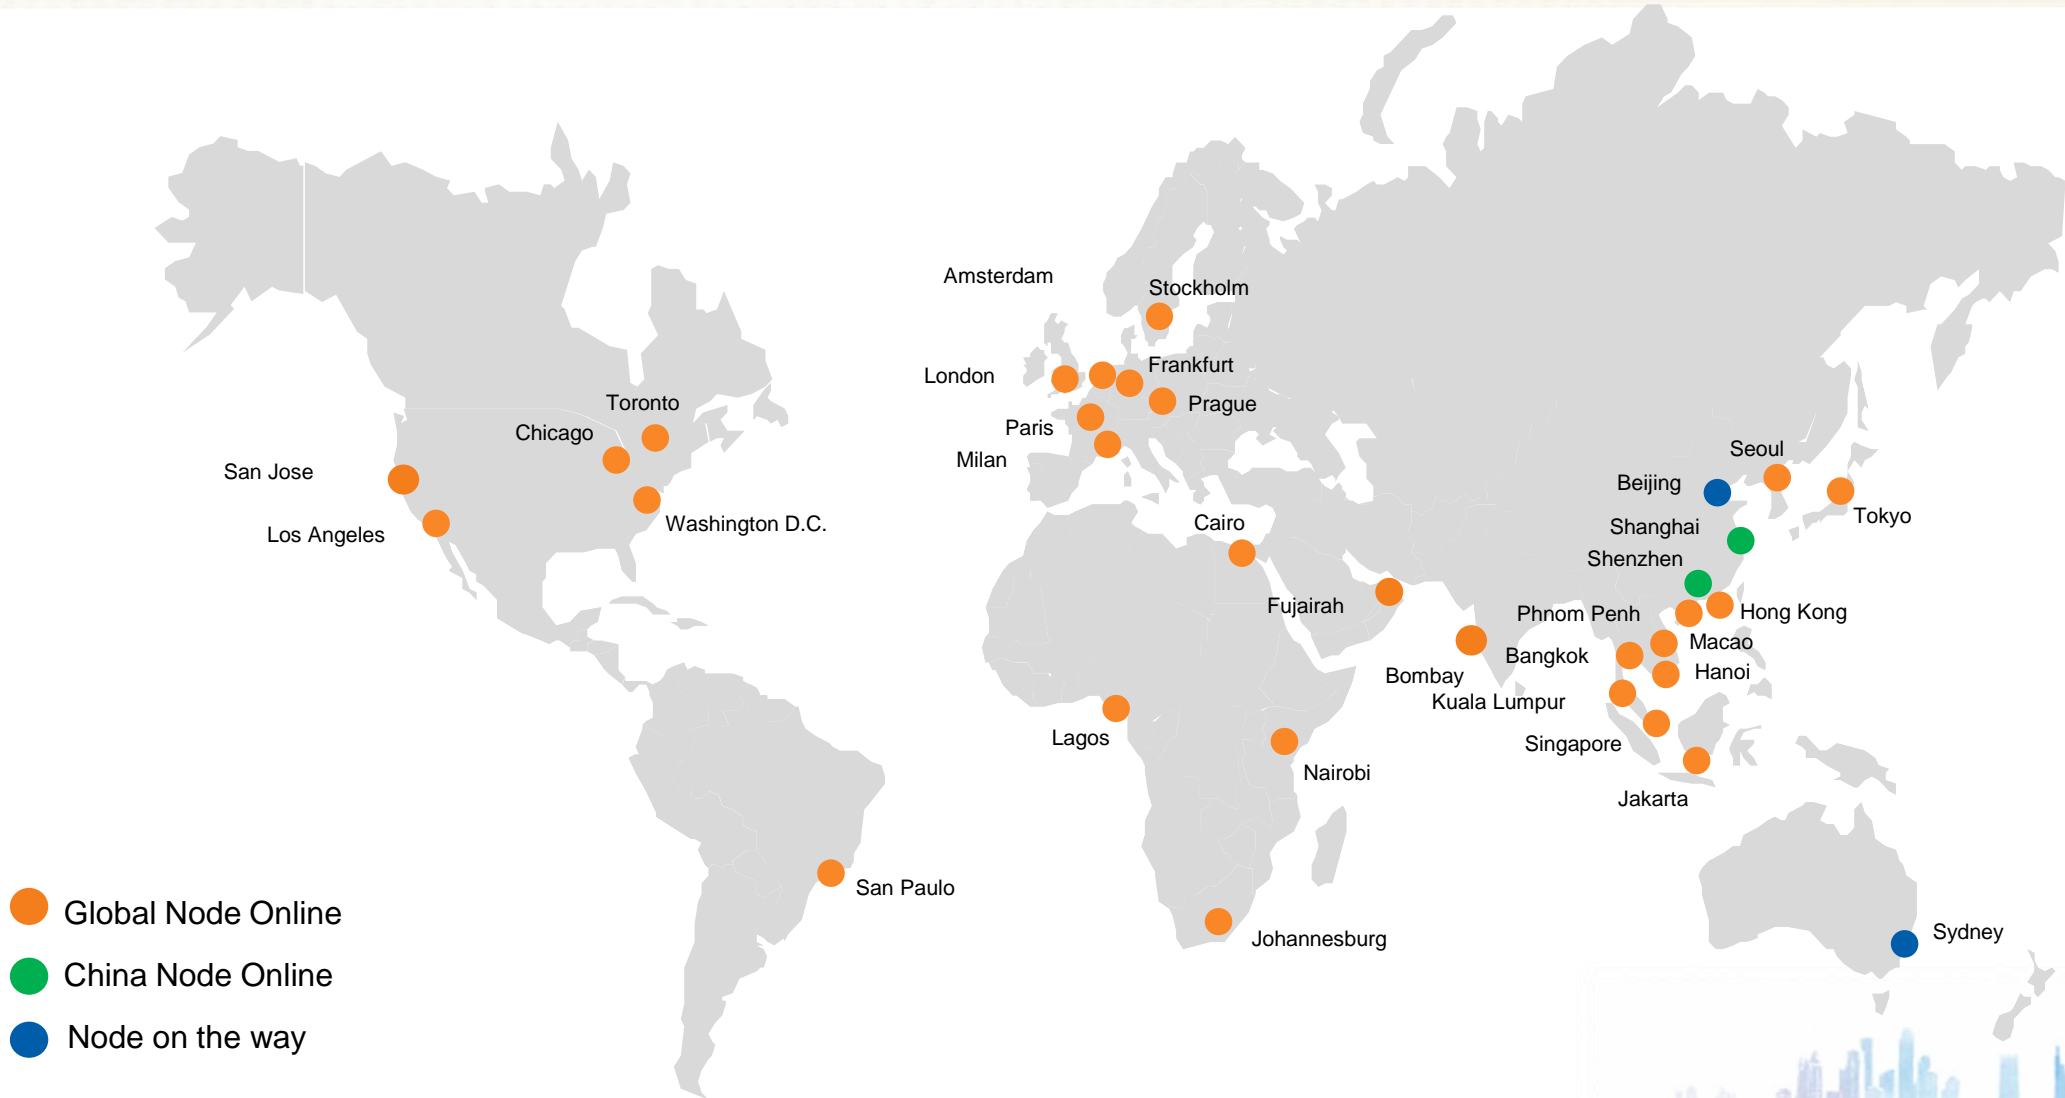 Amsterdam
Stockholm
London
Frankfurt
Prague
Toronto
Chicago
Paris
Milan
San Jose
Los Angeles
Washington D.C.
Seoul
Beijing
Tokyo
Shanghai
Shenzhen
Cairo
Fujairah
Phnom Penh
Hong Kong
Macao
Bangkok
Hanoi
Bombay
Kuala Lumpur
Lagos
Singapore
Nairobi
Jakarta
San Paulo
Johannesburg
Sydney
Global Node Online
China Node Online
Node on the way